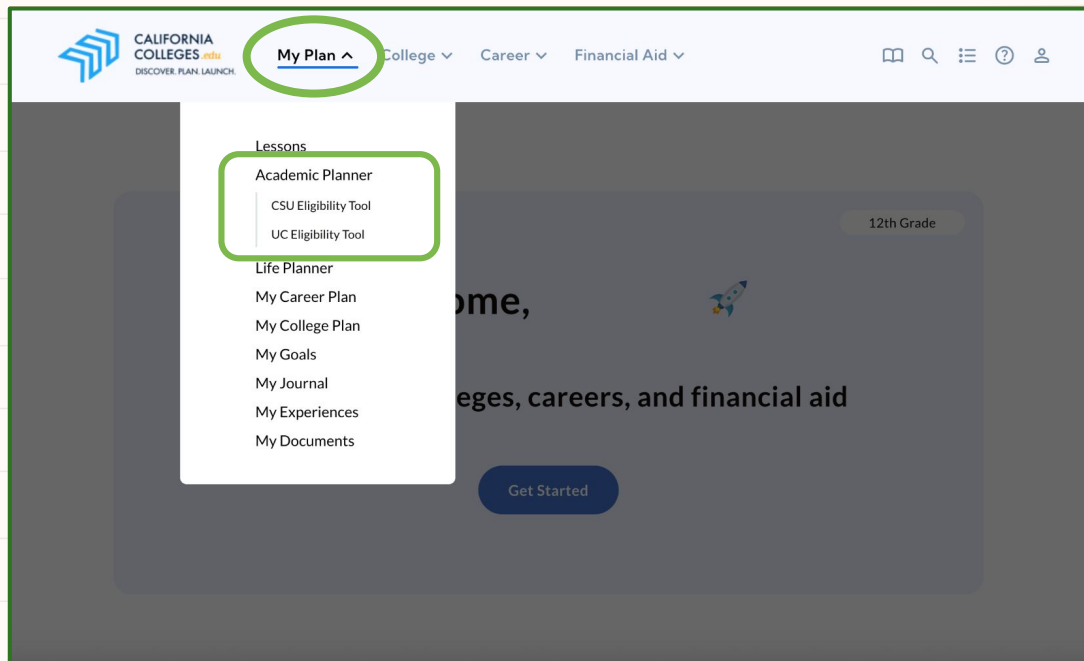 CALIFORNIA
COLLEGES.edu
DISCOVER. PLAN. LAUNCH.
My Plan College Career Financial Aid
Lessons
Academic Planner
CSU Eligibility Tool
UC Eligibility Tool
Life Planner
My Career Plan
My College Plan
My Goals
My Journal
My Experiences
My Documents
12th Grade
ome,
eges, careers, and financial aid
Get Started